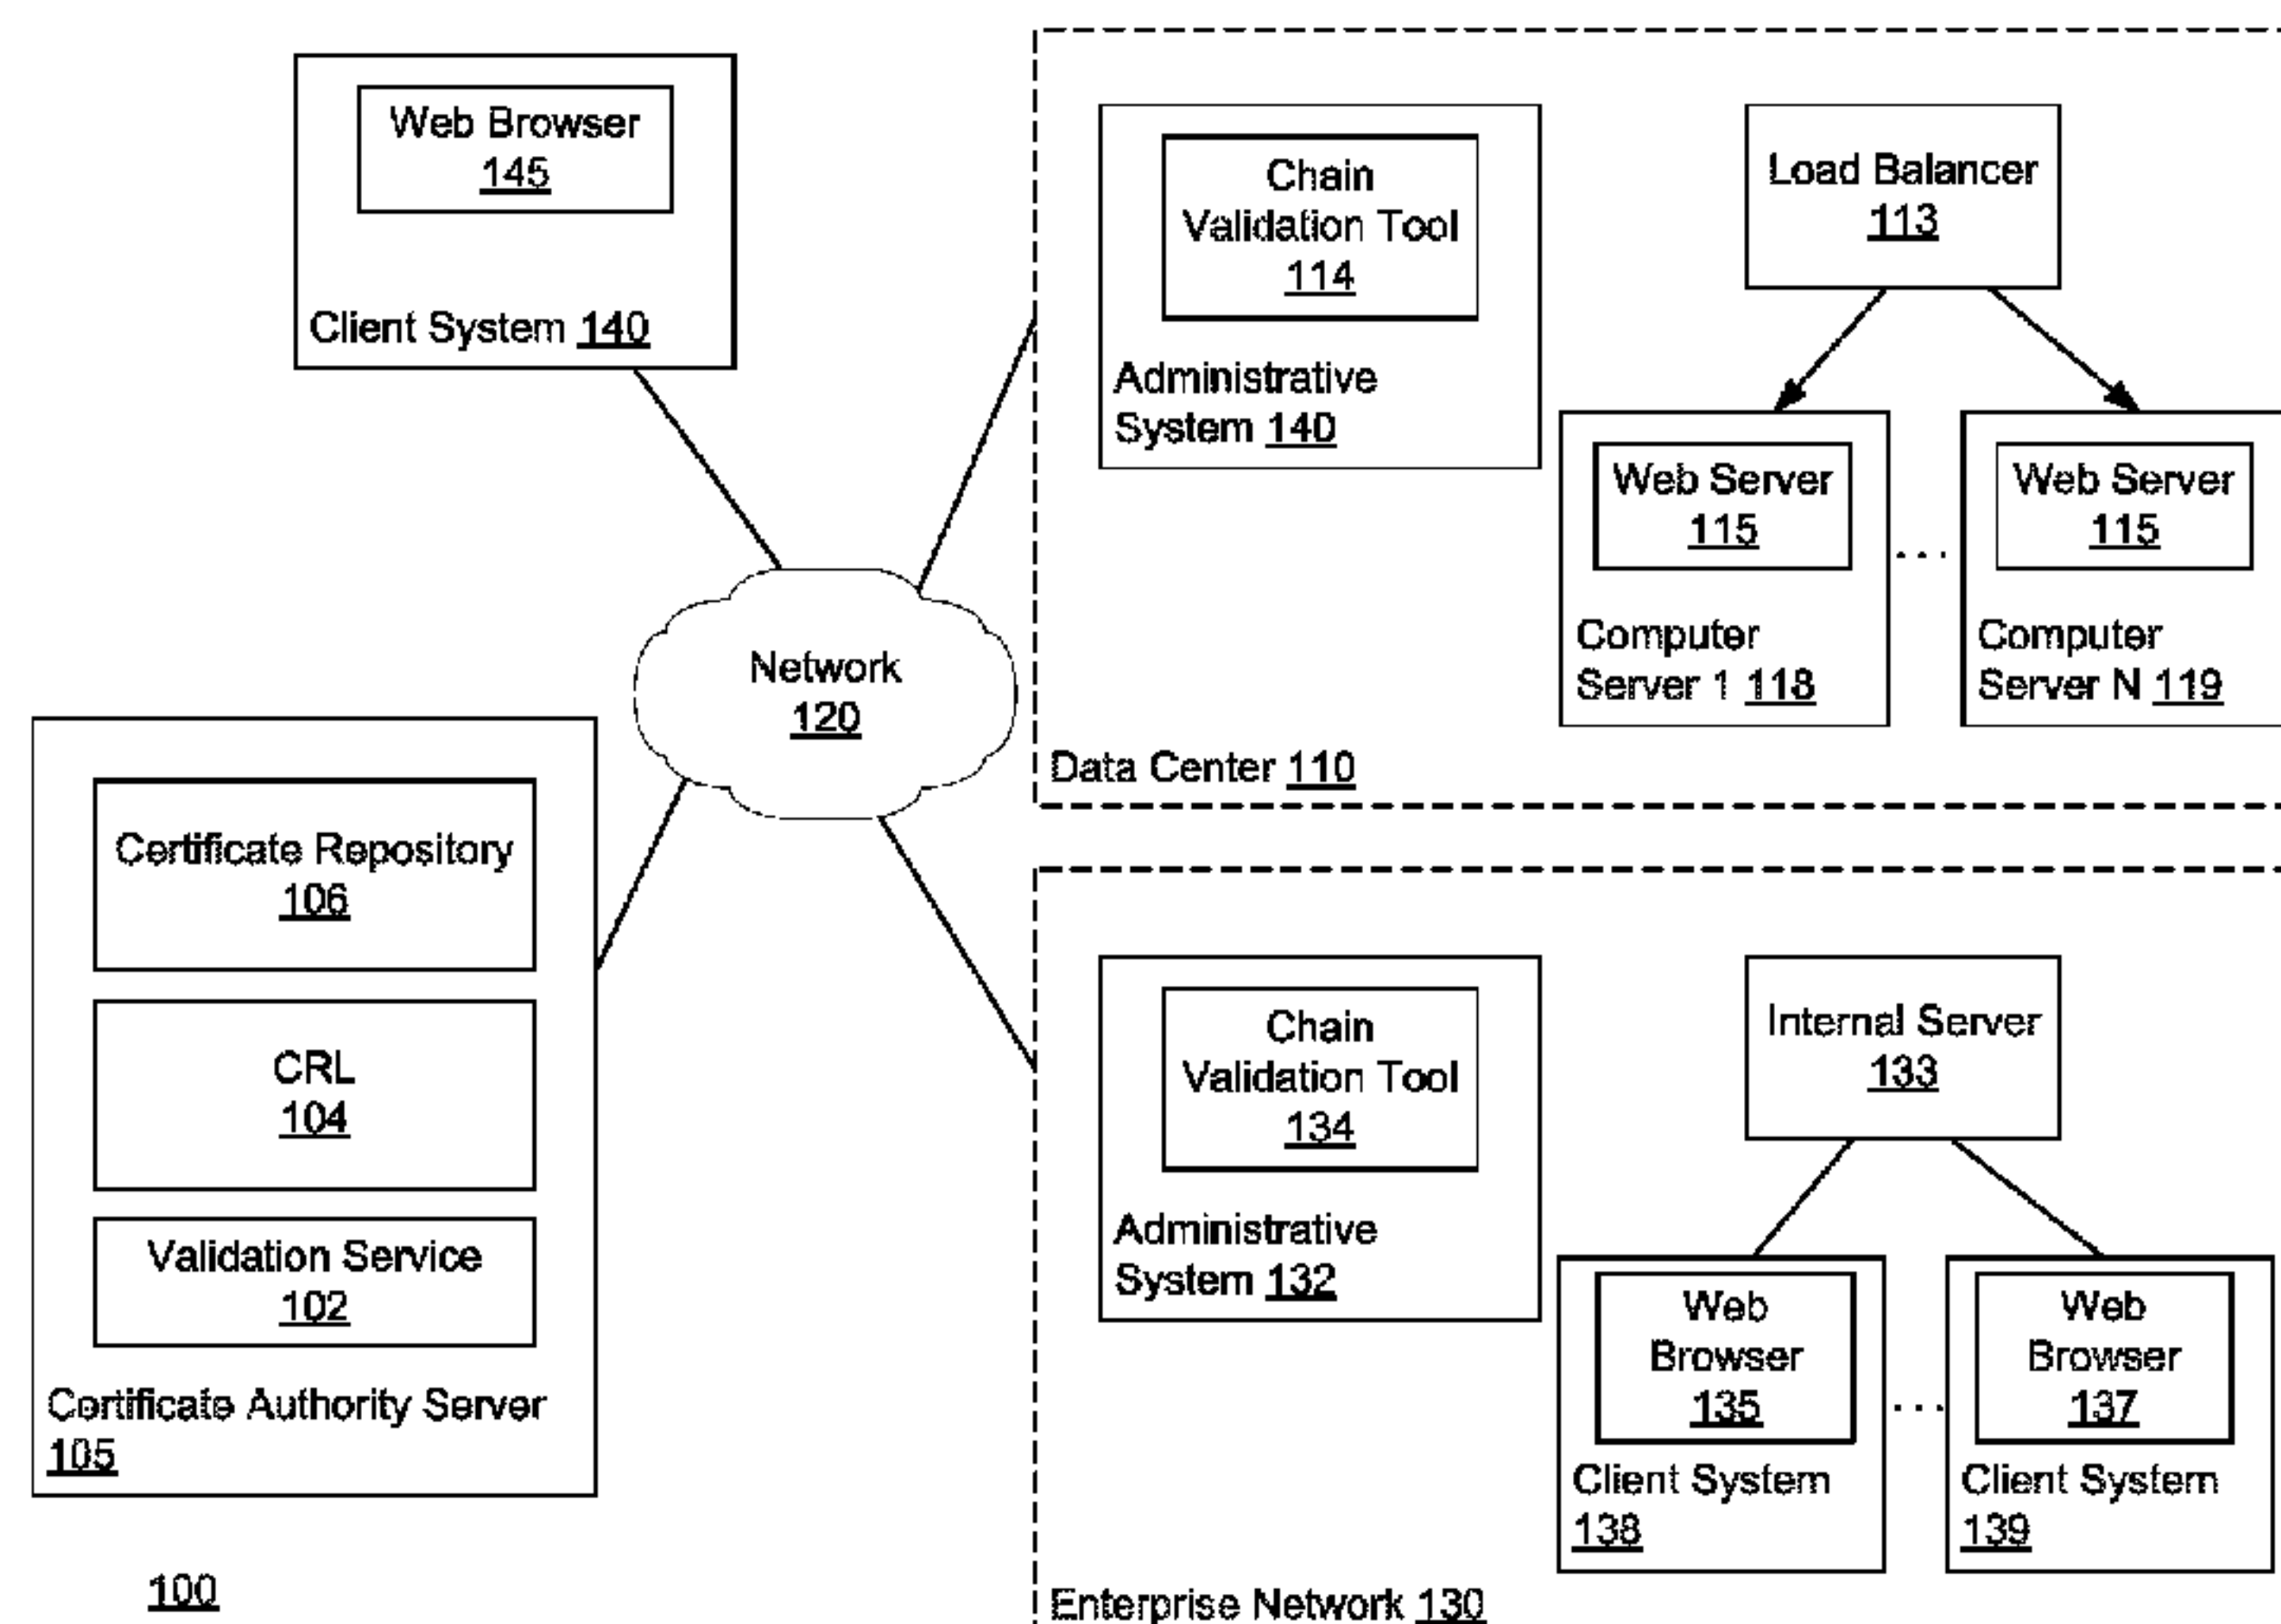 Web Browser
145
Client System 140
Chain
Validation Tool
114
Administrative
System 140
Load Balancer
113
Web Server
115
Computer
Server 1 118
...
Web Server
115
Computer
Server N 119
Data Center 110
Network
120
Certificate Repository
106
CRL
104
Validation Service
102
Certificate Authority Server
105
Chain
Validation Tool
134
Administrative
System 132
Internal Server
133
Web
Browser
135
Client System
138
...
Web
Browser
137
Client System
139
Enterprise Network 130
100